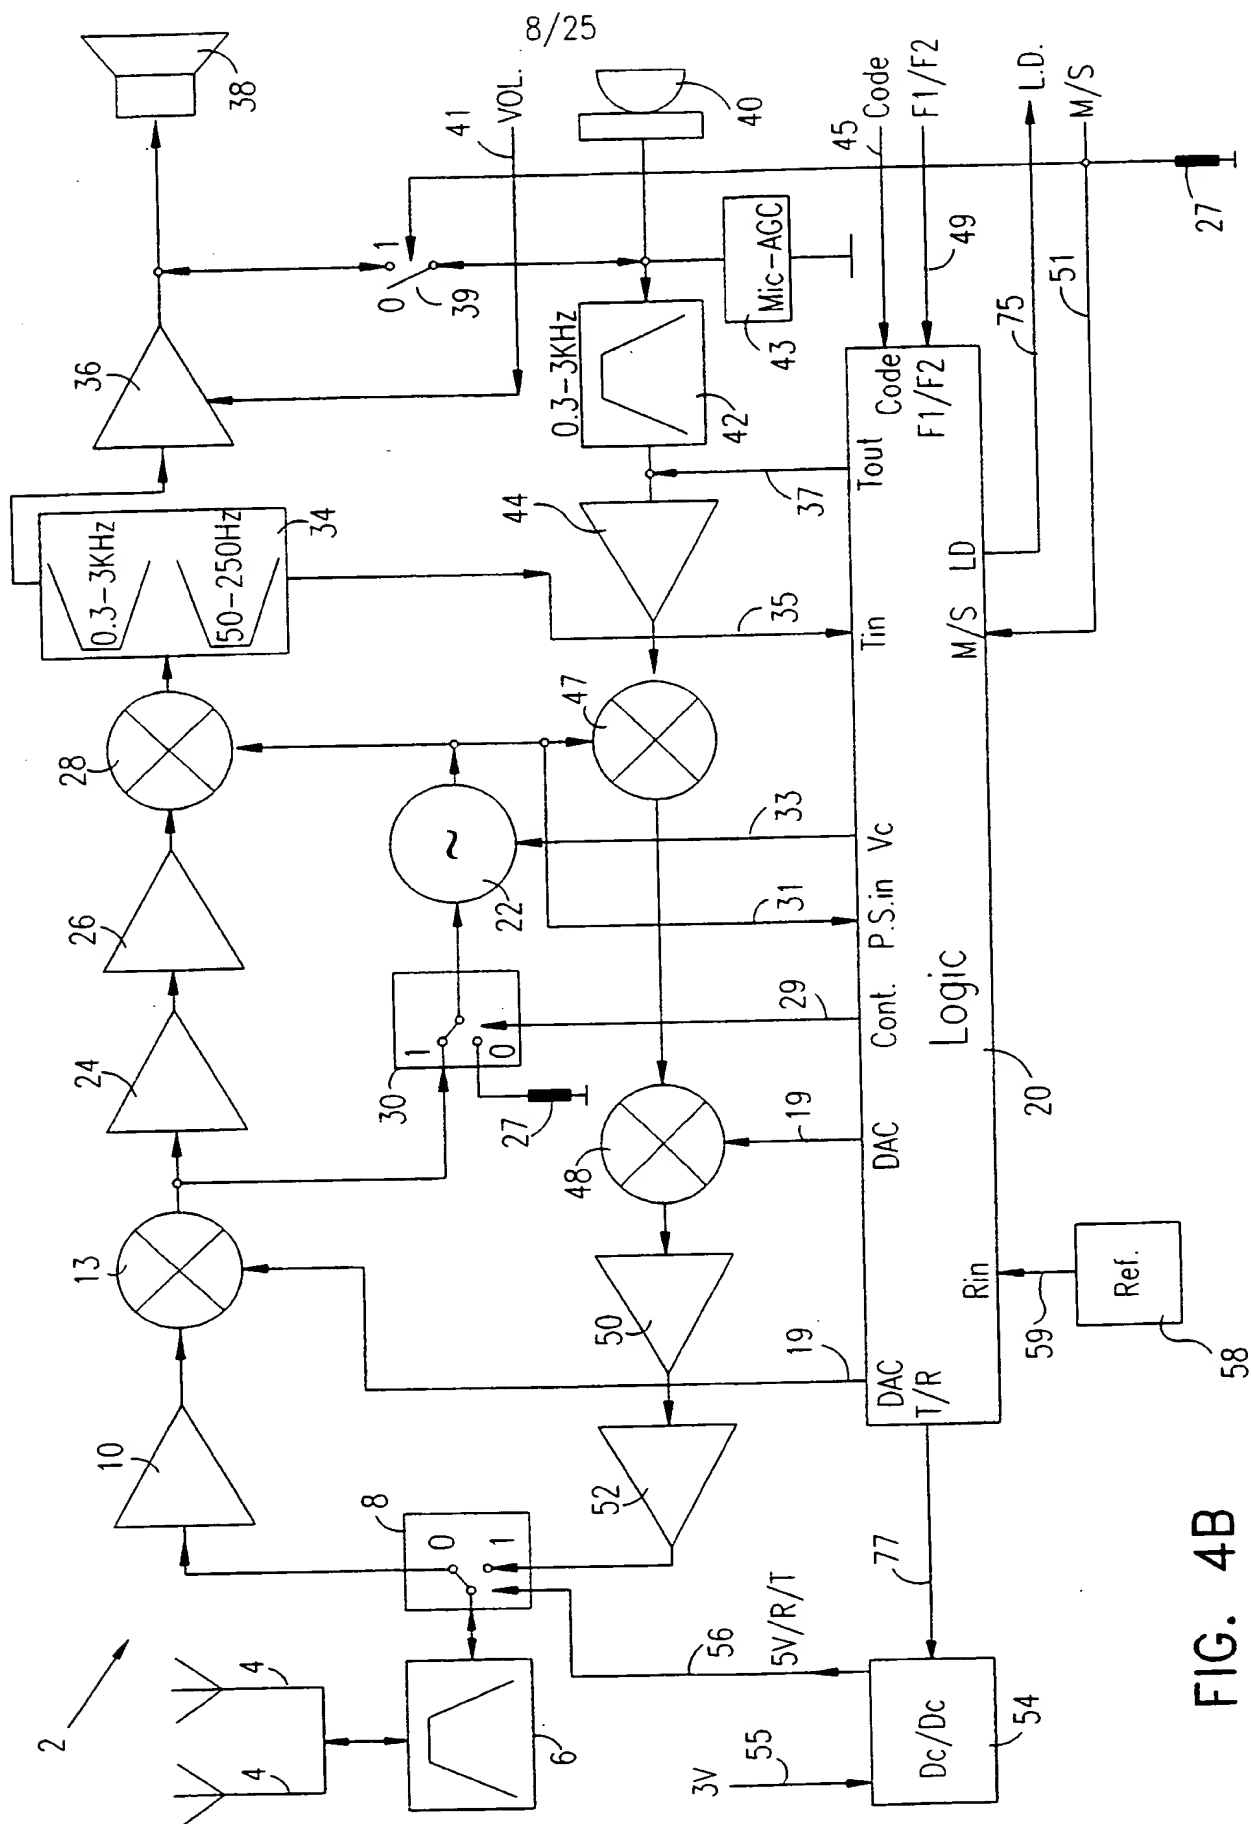 8/25
2
4
4
6
8
0
1
10
13
24
26
28
0.3-3KHz
50-250Hz
34
36
38
30
1
0
27
22
~
0
1
39
41
VOL.
40
0.3-3KHz
42
Mic-AGC
43
44
47
48
50
52
56
5V/R/T
3V
55
Dc/Dc
54
77
19
19
29
31
33
35
37
45
Code
F1/F2
49
L.D.
M/S
75
51
27
DAC
T/R
DAC
Cont.
P.S.in
Vc
Tin
Tout
Code
F1/F2
Rin
Logic
20
M/S
LD
59
Ref.
58
FIG. 4B